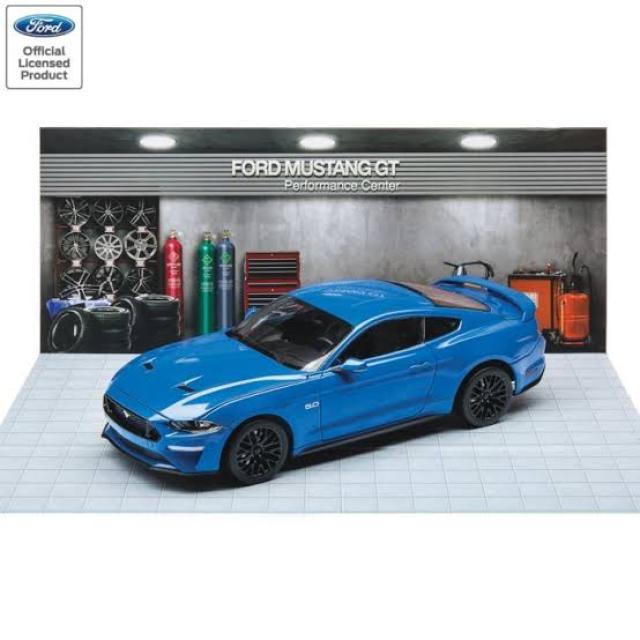 Ford
Official
Licensed
Product
FORD MUSTANG GT
Performance Center
5.0